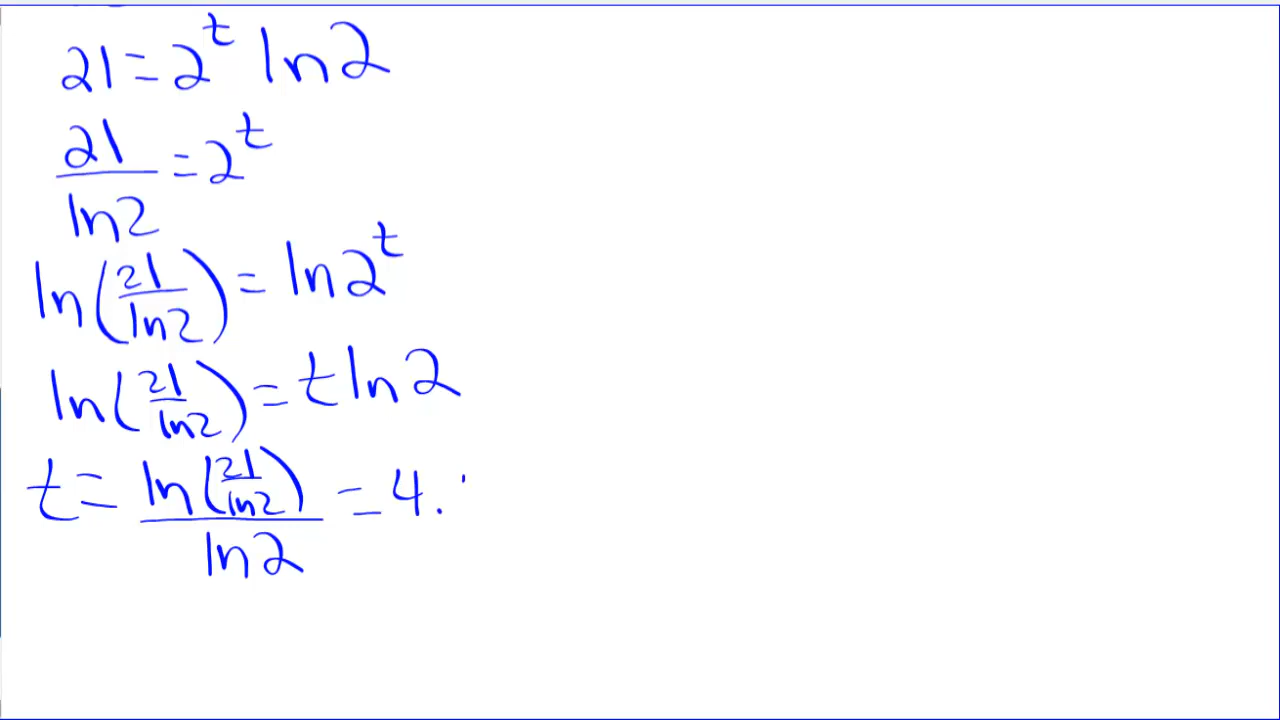 21 = 2^t ln2
21/ln2 = 2^t
ln(21/ln2) = ln2^t
ln(21/ln2) = t ln2
t = ln(21/ln2)/ln2 = 4.